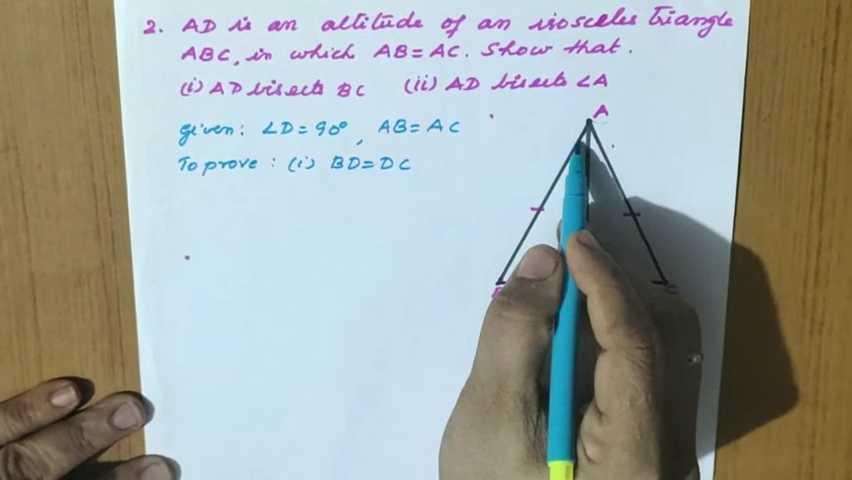 2. AD is an altitude of an isosceles triangle
ABC, in which AB = AC. Show that.
(i) AD bisects BC (ii) AD bisects ∠A
given: ∠D = 90°, AB = AC
To prove : (i) BD = DC
A
B
C